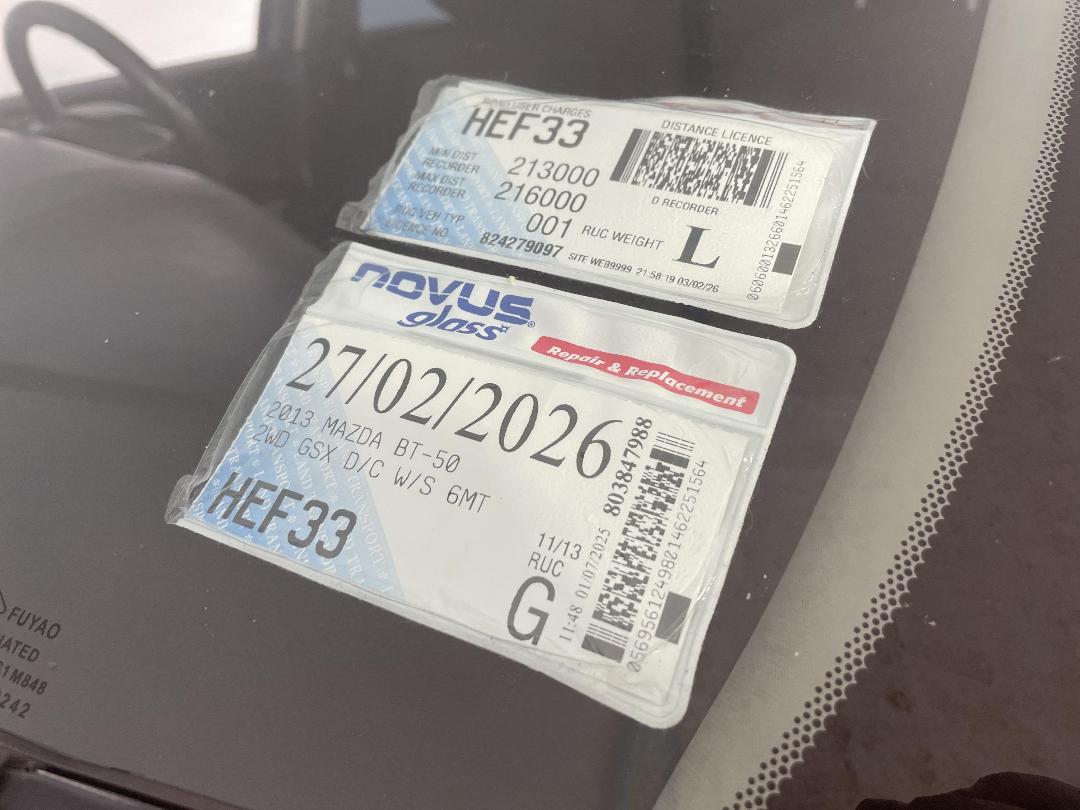 ROAD USER CHARGES
HEF33
DISTANCE LICENCE
MIN DIST
RECORDER 213000
MAX DIST
RECORDER 216000
D RECORDER
RUC VEH TYP 001 RUC WEIGHT L
LICENCE NO 824279097 SITE WEB9999 21:58:19 03/02/26
0606001326601462251564
novus
glass®
Repair & Replacement
27/02/2026
2013 MAZDA BT-50
2WD GSX D/C W/S 6MT
HEF33
11/13
RUC
G
11:48 01/07/2025 803847988
0569561249801462251564
FUYAO